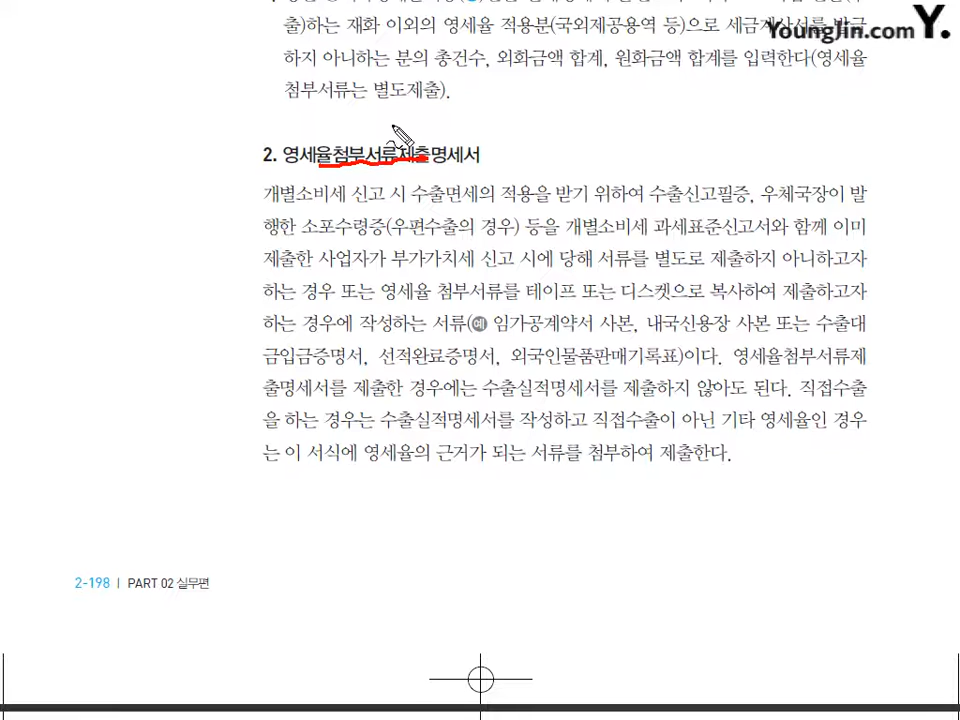 출)하는 재화 이외의 영세율 적용분(국외제공용역 등)으로 세금계산서를 발급
Younglin.com Y.
하지 아니하는 분의 총건수, 외화금액 합계, 원화금액 합계를 입력한다(영세율
첨부서류는 별도제출).
2. 영세율첨부서류제출명세서
개별소비세 신고 시 수출면세의 적용을 받기 위하여 수출신고필증, 우체국장이 발
행한 소포수령증(우편수출의 경우) 등을 개별소비세 과세표준신고서와 함께 이미
제출한 사업자가 부가가치세 신고 시에 당해 서류를 별도로 제출하지 아니하고자
하는 경우 또는 영세율 첨부서류를 테이프 또는 디스켓으로 복사하여 제출하고자
하는 경우에 작성하는 서류(예 임가공계약서 사본, 내국신용장 사본 또는 수출대
금입금증명서, 선적완료증명서, 외국인물품판매기록표)이다. 영세율첨부서류제
출명세서를 제출한 경우에는 수출실적명세서를 제출하지 않아도 된다. 직접수출
을 하는 경우는 수출실적명세서를 작성하고 직접수출이 아닌 기타 영세율인 경우
는 이 서식에 영세율의 근거가 되는 서류를 첨부하여 제출한다.
2-198 | PART 02 실무편